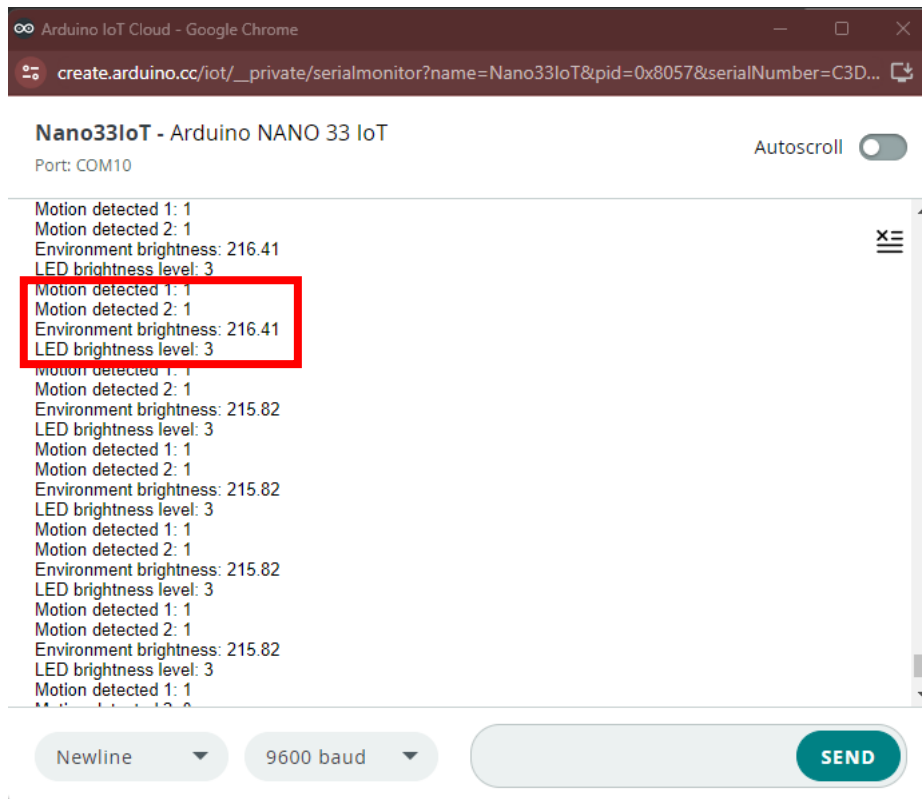 Arduino IoT Cloud - Google Chrome
create.arduino.cc/iot/__private/serialmonitor?name=Nano33IoT&pid=0x8057&serialNumber=C3D...
Nano33IoT - Arduino NANO 33 IoT
Autoscroll
Port: COM10
Motion detected 1: 1
Motion detected 2: 1
Environment brightness: 216.41
LED brightness level: 3
Motion detected 1: 1
Motion detected 2: 1
Environment brightness: 216.41
LED brightness level: 3
Motion detected 1: 1
Motion detected 2: 1
Environment brightness: 215.82
LED brightness level: 3
Motion detected 1: 1
Motion detected 2: 1
Environment brightness: 215.82
LED brightness level: 3
Motion detected 1: 1
Motion detected 2: 1
Environment brightness: 215.82
LED brightness level: 3
Motion detected 1: 1
Motion detected 2: 1
Environment brightness: 215.82
LED brightness level: 3
Motion detected 1: 1
Newline
9600 baud
SEND